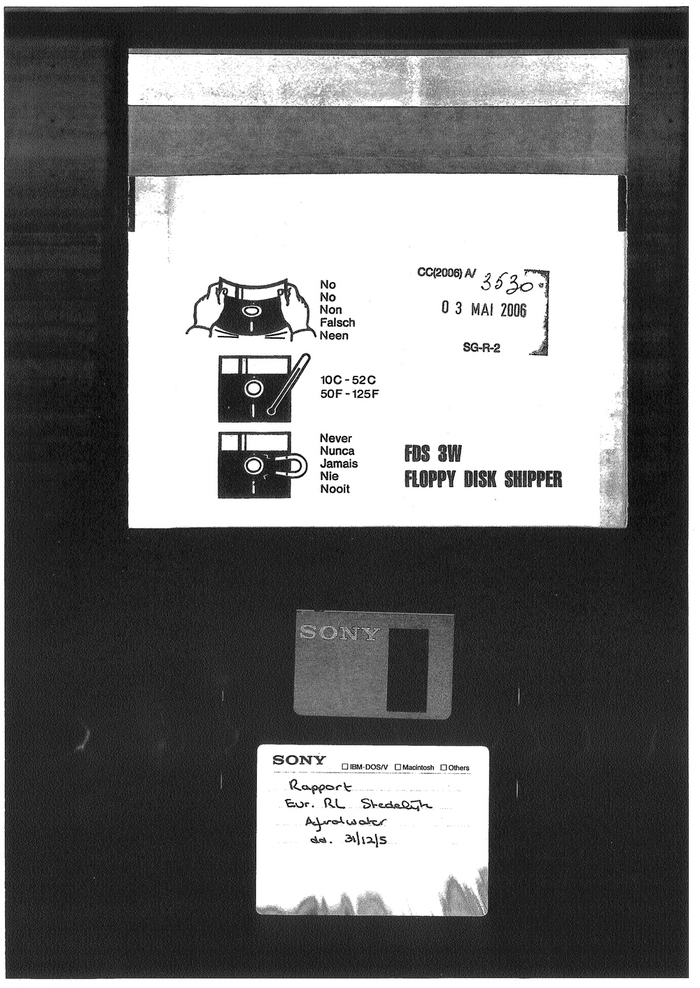 No
No
Non
Falsch
Neen
10C - 52C
50F - 125F
Never
Nunca
Jamais
Nie
Nooit
CC(2006) A/ 3530
03 MAI 2006
SG-R-2
FDS 3W
FLOPPY DISK SHIPPER
SONY
SONY IBM-DOS/V Macintosh Others
Rapport
Eur. RL Stedelijk
Afvalwater
dd. 31/12/5